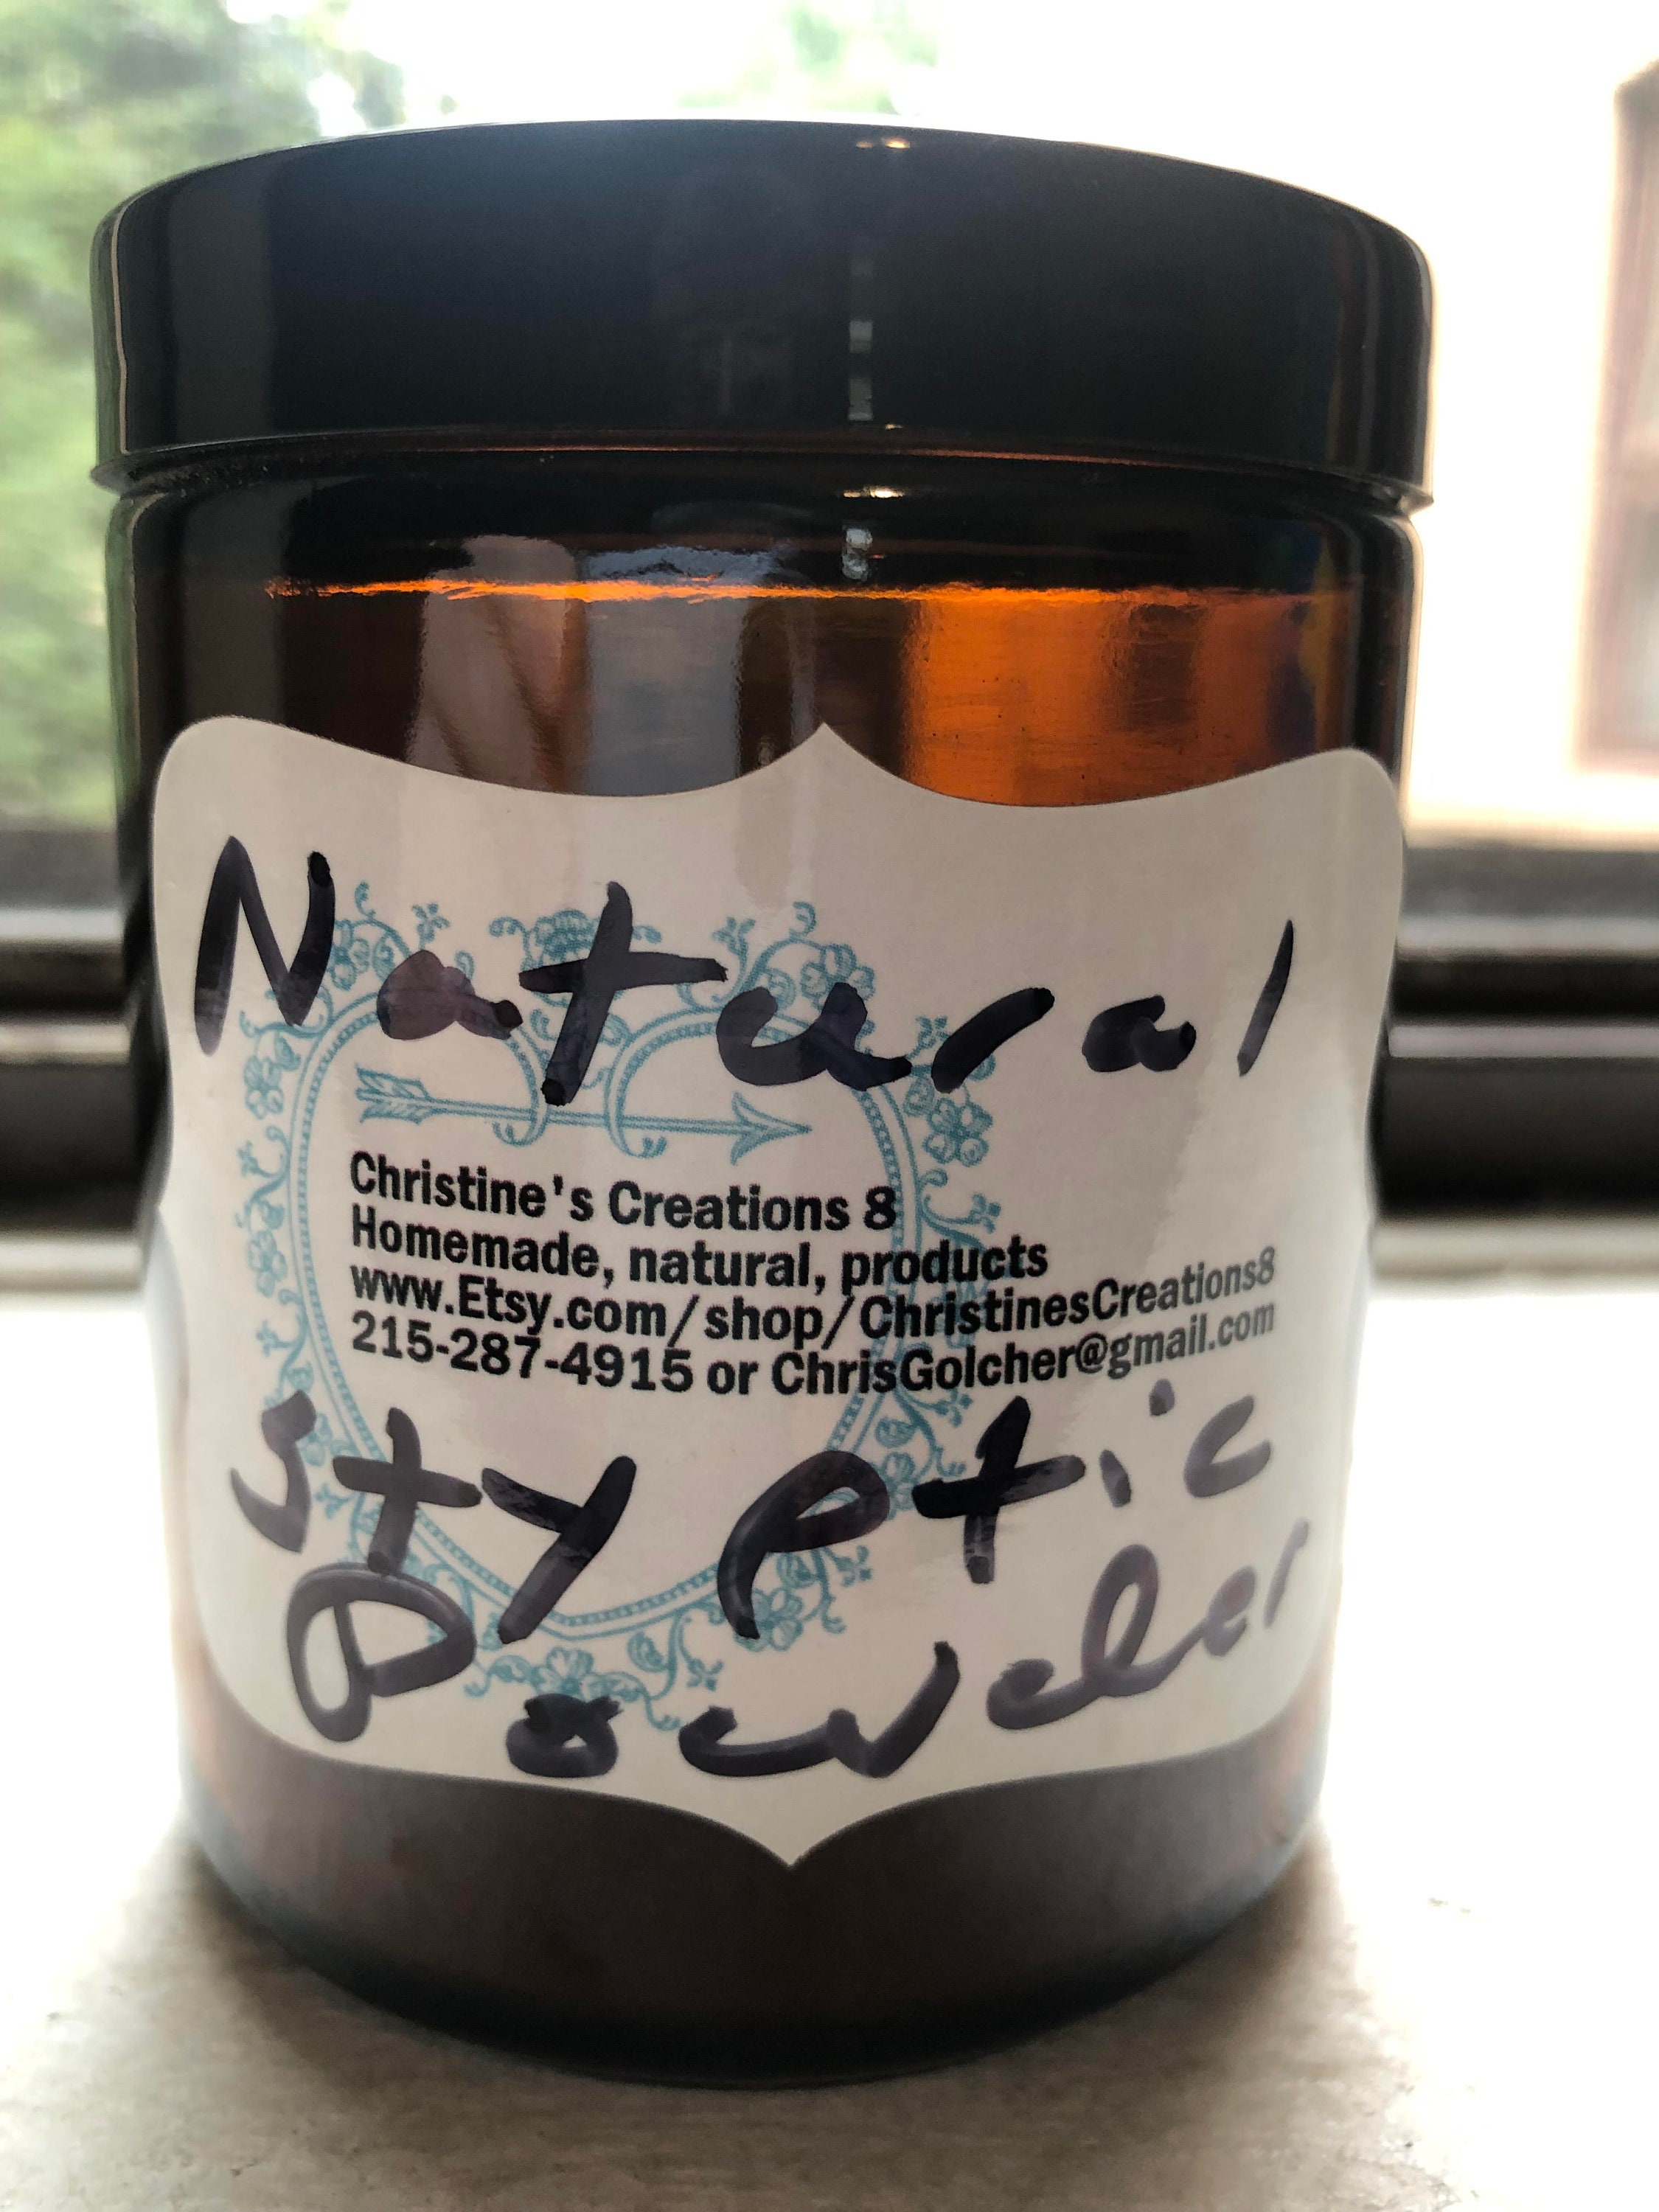 Natural
Christine's Creations 8
Homemade, natural, products
www.Etsy.com/shop/ChristinesCreations8
215-287-4915 or ChrisGolcher@gmail.com
Styptic
Powder